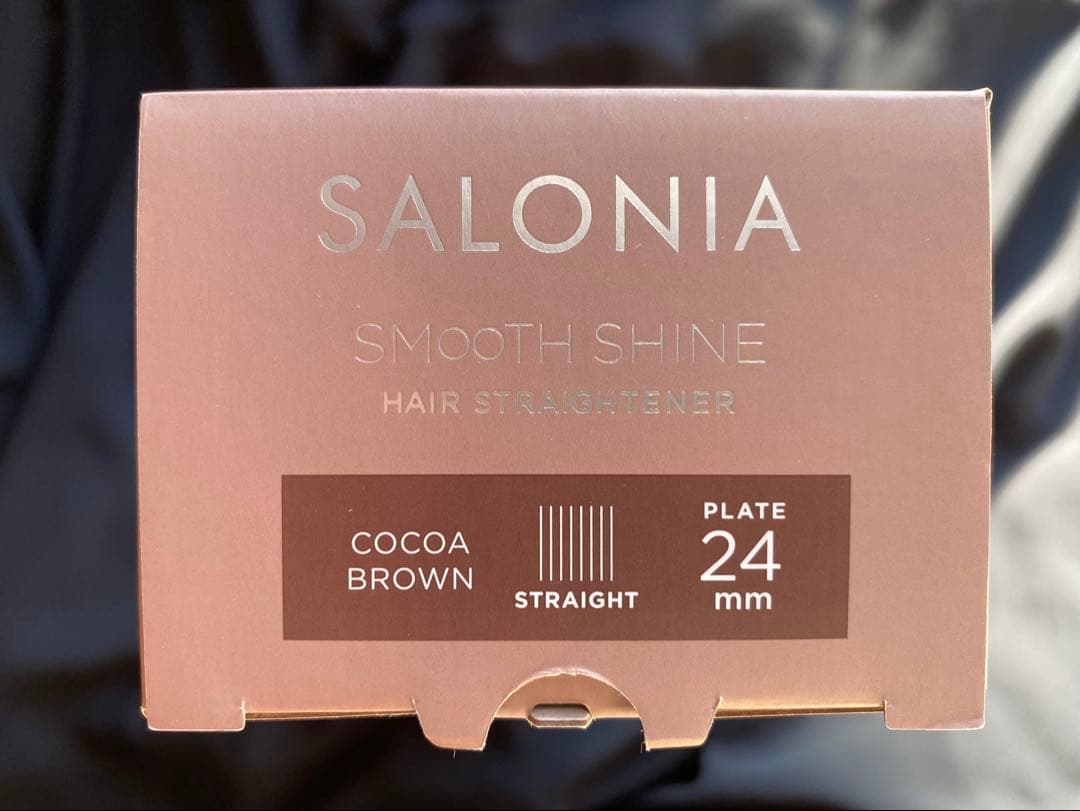 SALONIA
SMOOTH SHINE
HAIR STRAIGHTENER
COCOA
BROWN
STRAIGHT
PLATE
24
mm